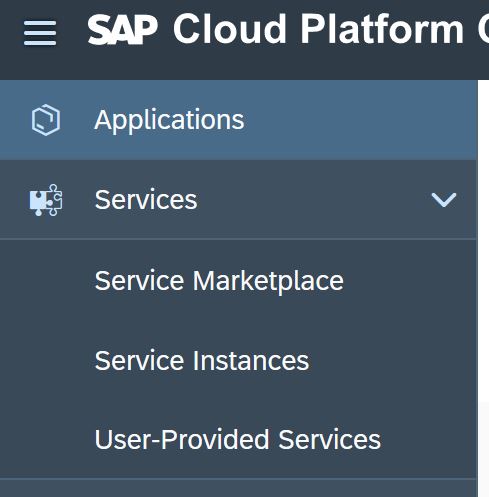 SAP Cloud Platform
Applications
Services
Service Marketplace
Service Instances
User-Provided Services